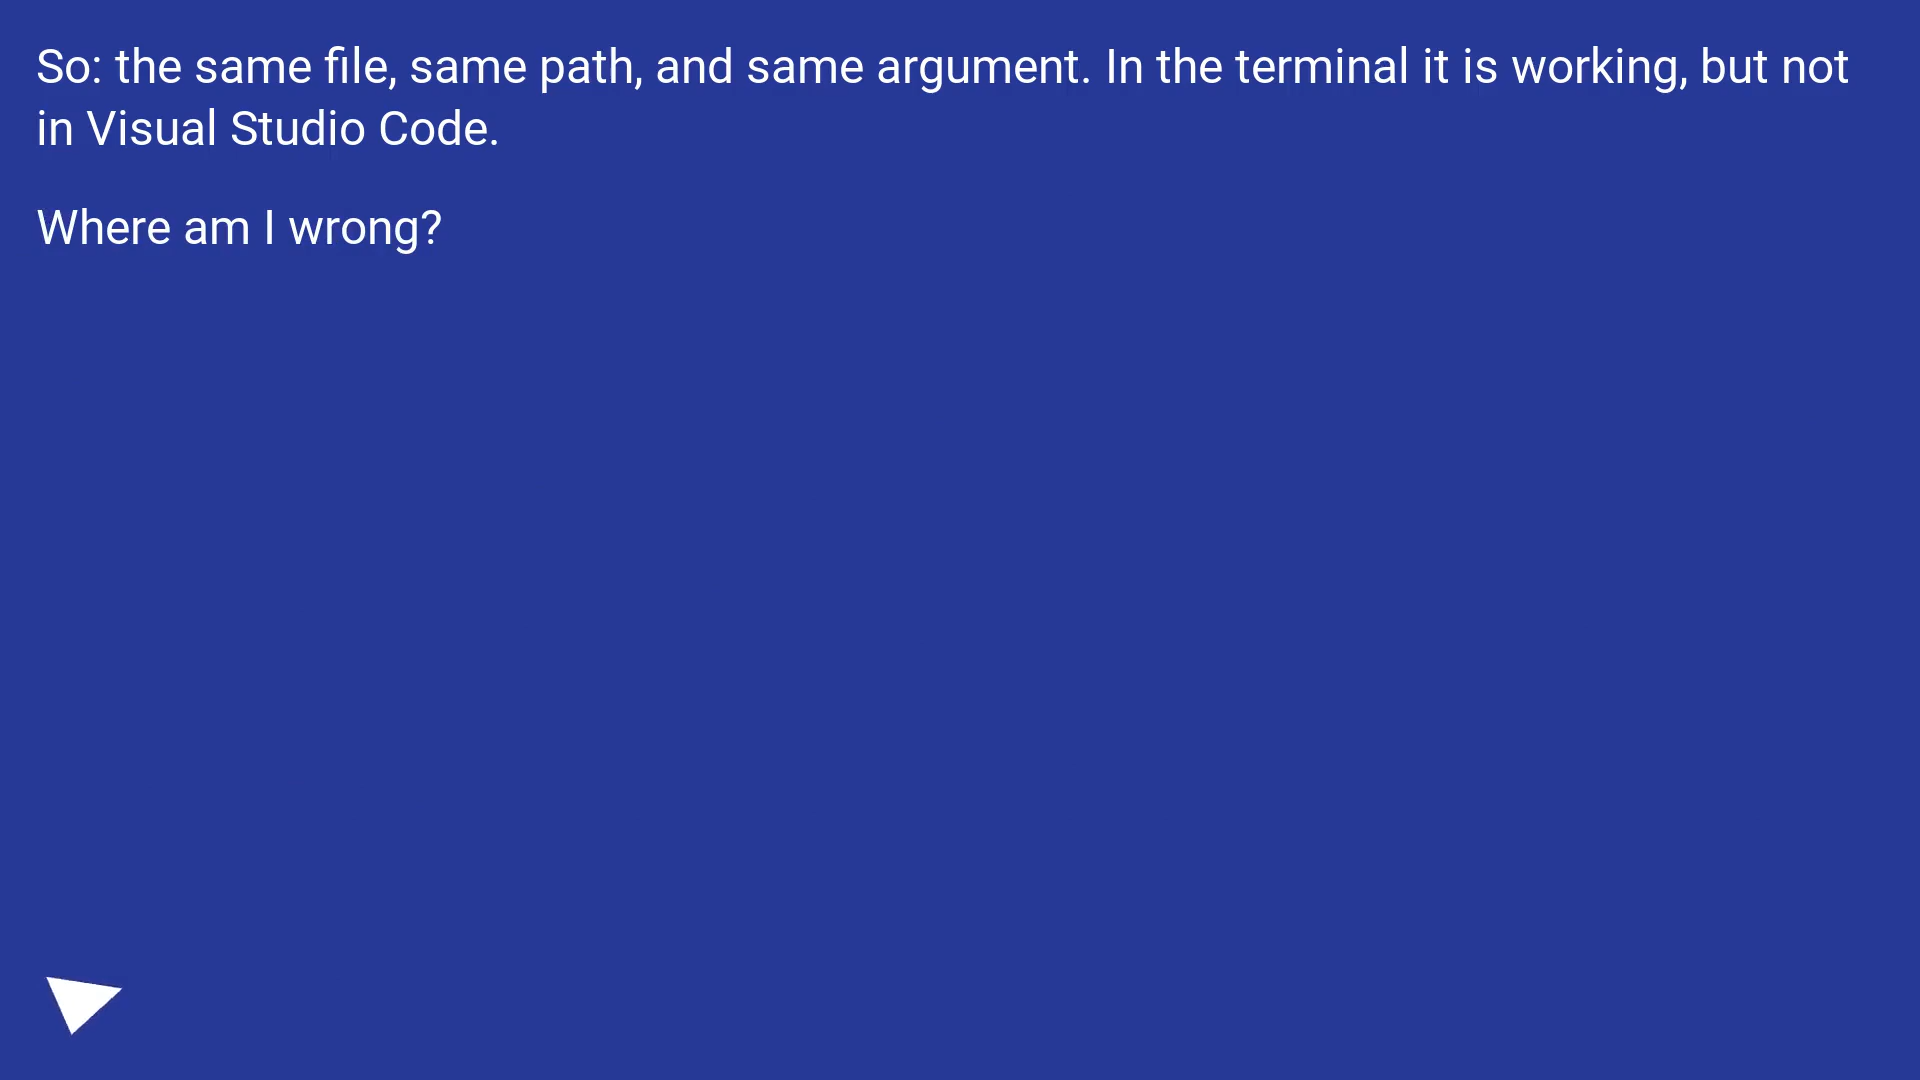 So: the same file, same path, and same argument. In the terminal it is working, but not
in Visual Studio Code.
Where am I wrong?